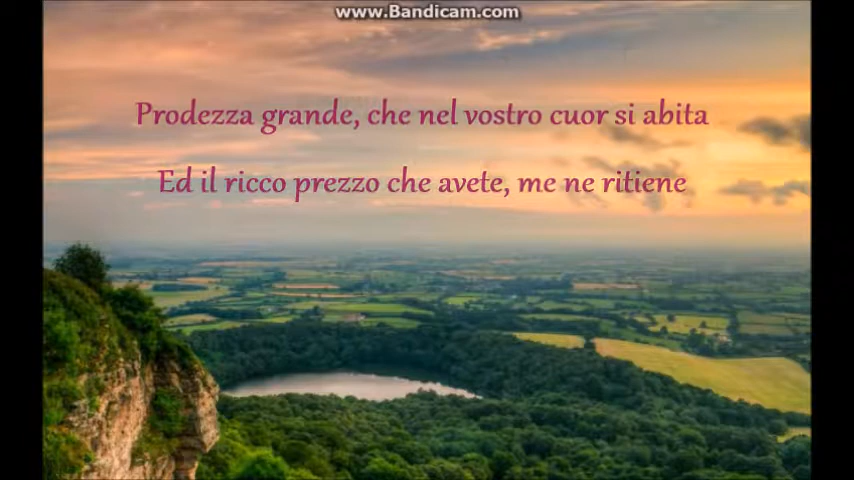 www.Bandicam.com
Prodezza grande, che nel vostro cuor si abita
Ed il ricco prezzo che avete, me ne ritiene